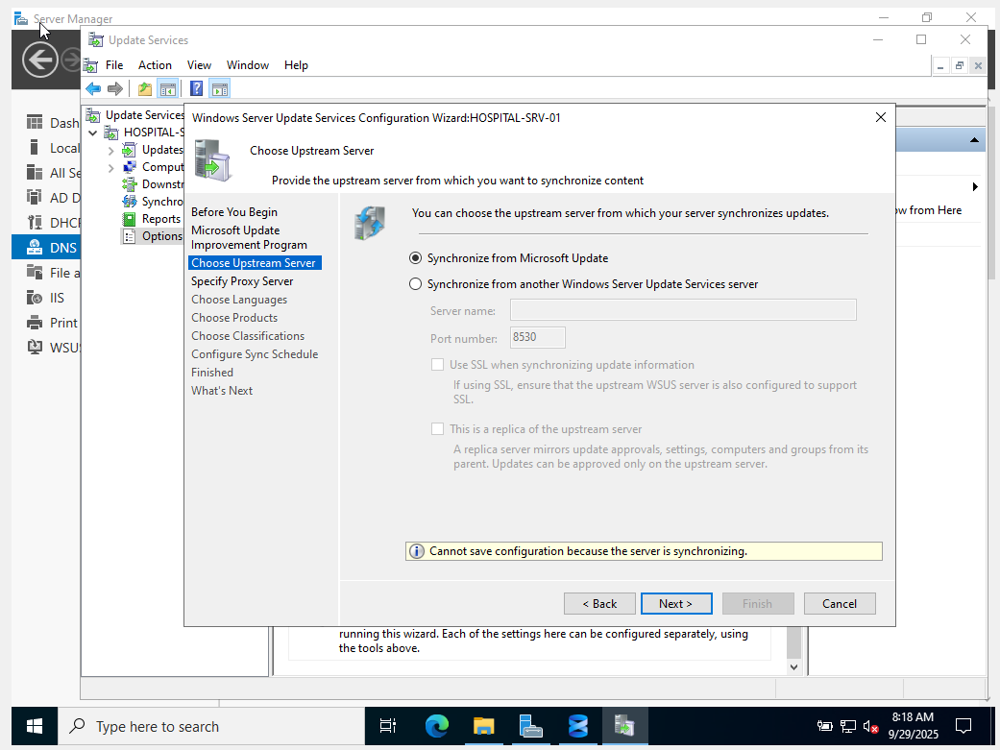 Server Manager
Update Services
File Action View Window Help
Dash
Local
All Se
AD D
DHCP
DNS
File a
IIS
Print
WSUS
Update Services
HOSPITAL-S
Updates
Comput
Downstr
Synchro
Reports
Options
Windows Server Update Services Configuration Wizard:HOSPITAL-SRV-01
Choose Upstream Server
Provide the upstream server from which you want to synchronize content
Before You Begin
Microsoft Update
Improvement Program
Choose Upstream Server
Specify Proxy Server
Choose Languages
Choose Products
Choose Classifications
Configure Sync Schedule
Finished
What's Next
You can choose the upstream server from which your server synchronizes updates.
Synchronize from Microsoft Update
Synchronize from another Windows Server Update Services server
Server name:
Port number: 8530
Use SSL when synchronizing update information
If using SSL, ensure that the upstream WSUS server is also configured to support
SSL.
This is a replica of the upstream server
A replica server mirrors update approvals, settings, computers and groups from its
parent. Updates can be approved only on the upstream server.
Cannot save configuration because the server is synchronizing.
< Back Next > Finish Cancel
ow from Here
running this wizard. Each of the settings here can be configured separately, using
the tools above.
Type here to search
8:18 AM
9/29/2025